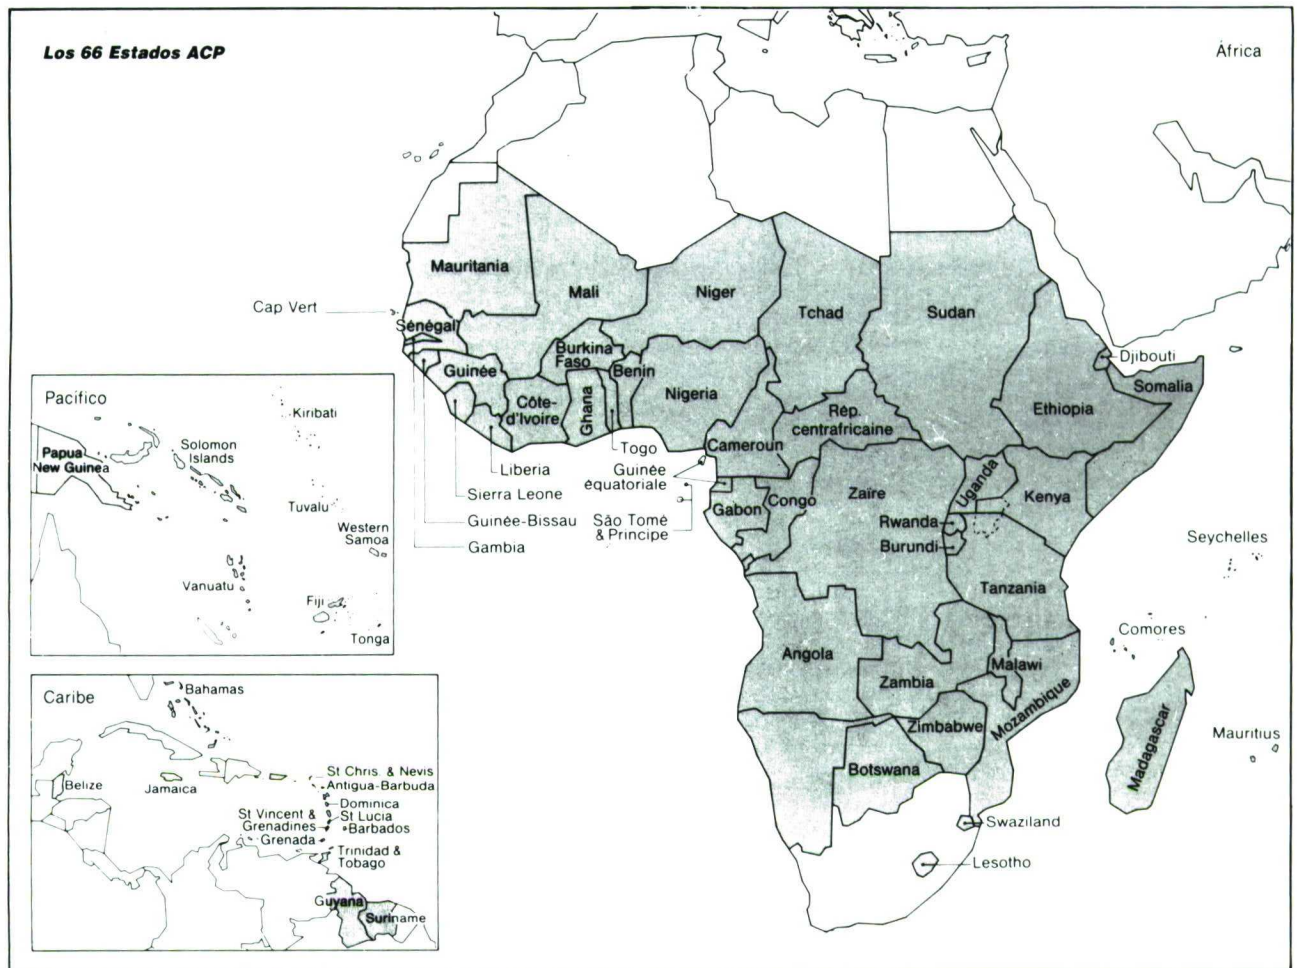 Los 66 Estados ACP
África
Mauritania
Mali
Niger
Tchad
Sudan
Cap Vert
Sénégal
Burkina
Faso
Benin
Djibouti
Somalia
Guinée
Côte-
d'Ivoire
Ghana
Nigeria
Rép.
centrafricaine
Ethiopia
Cameroun
Togo
Liberia
Guinée
équatoriale
Sierra Leone
Guinée-Bissau
São Tomé
& Principe
Gambia
Gabon
Congo
Zaïre
Uganda
Kenya
Rwanda
Burundi
Seychelles
Tanzania
Comores
Angola
Malawi
Zambia
Mozambique
Zimbabwe
Madagascar
Mauritius
Botswana
Swaziland
Lesotho
Pacífico
Kiribati
Solomon
Islands
Papua
New Guinea
Tuvalu
Western
Samoa
Vanuatu
Fiji
Tonga
Caribe
Bahamas
Belize
Jamaica
St Chris. & Nevis
Antigua-Barbuda
Dominica
St Lucia
St Vincent &
Grenadines
Barbados
Grenada
Trinidad &
Tobago
Guyana
Suriname